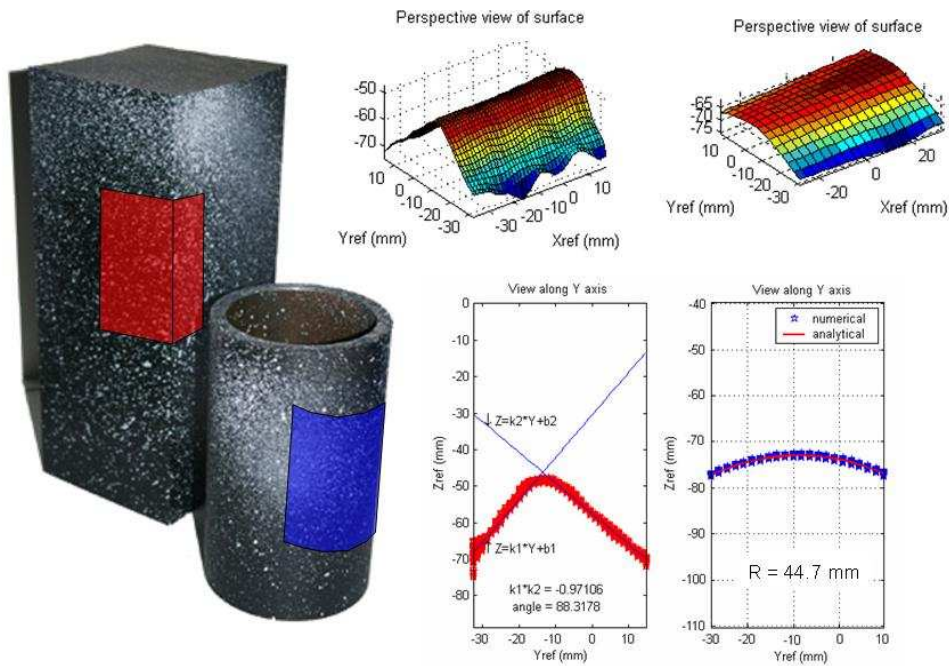 Perspective view of surface
-50
-60
-70
10
0
-10
-20
-30
Yref (mm)
-30
-20
-10
0
10
Xref (mm)
Perspective view of surface
-65
-70
-75
10
0
-10
-20
-30
Yref (mm)
-20
0
20
Xref (mm)
View along Y axis
0
-10
-20
-30
-40
-50
-60
-70
-80
Zref (mm)
Z=k2*Y+b2
Z=k1*Y+b1
k1*k2 = -0.97106
angle = 88.3178
-30
-20
-10
0
10
Yref (mm)
View along Y axis
numerical
analytical
-40
-50
-60
-70
-80
-90
-100
-110
Zref (mm)
R = 44.7 mm
-30
-20
-10
0
10
Yref (mm)